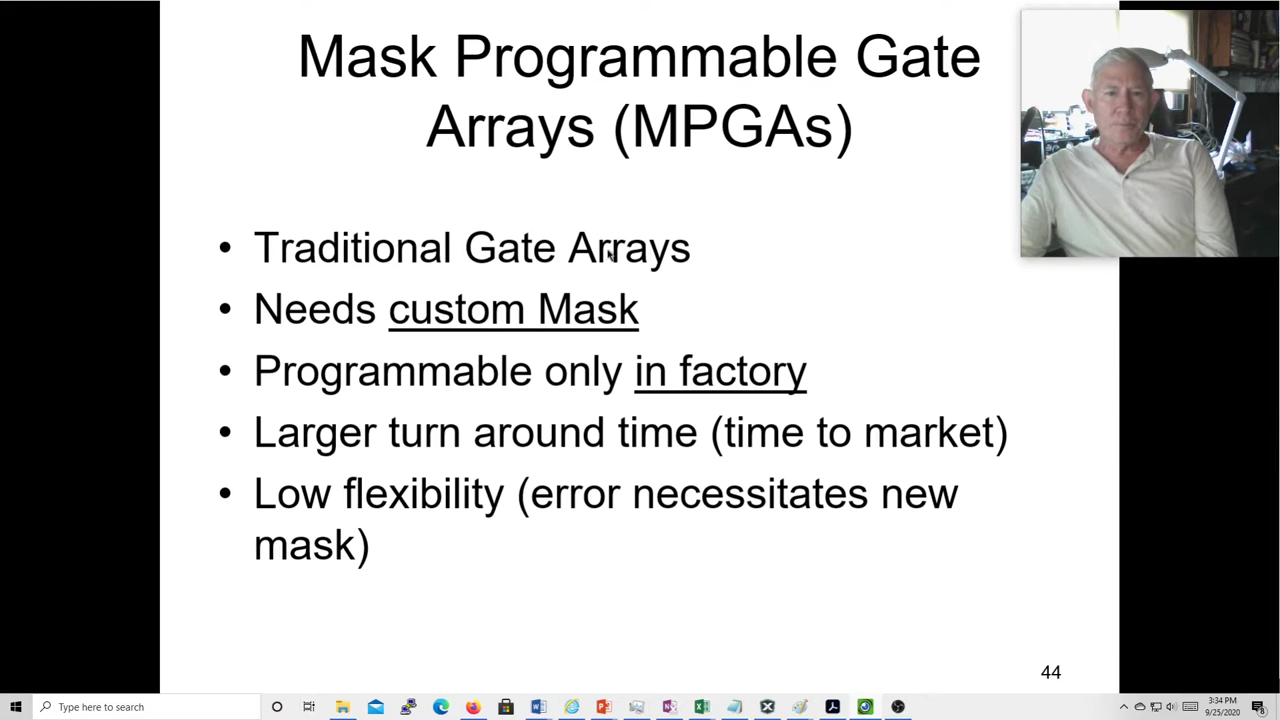 Mask Programmable Gate
Arrays (MPGAs)
• Traditional Gate Arrays
• Needs custom Mask
• Programmable only in factory
• Larger turn around time (time to market)
• Low flexibility (error necessitates new
mask)
44
Type here to search
3:34 PM
9/25/2020